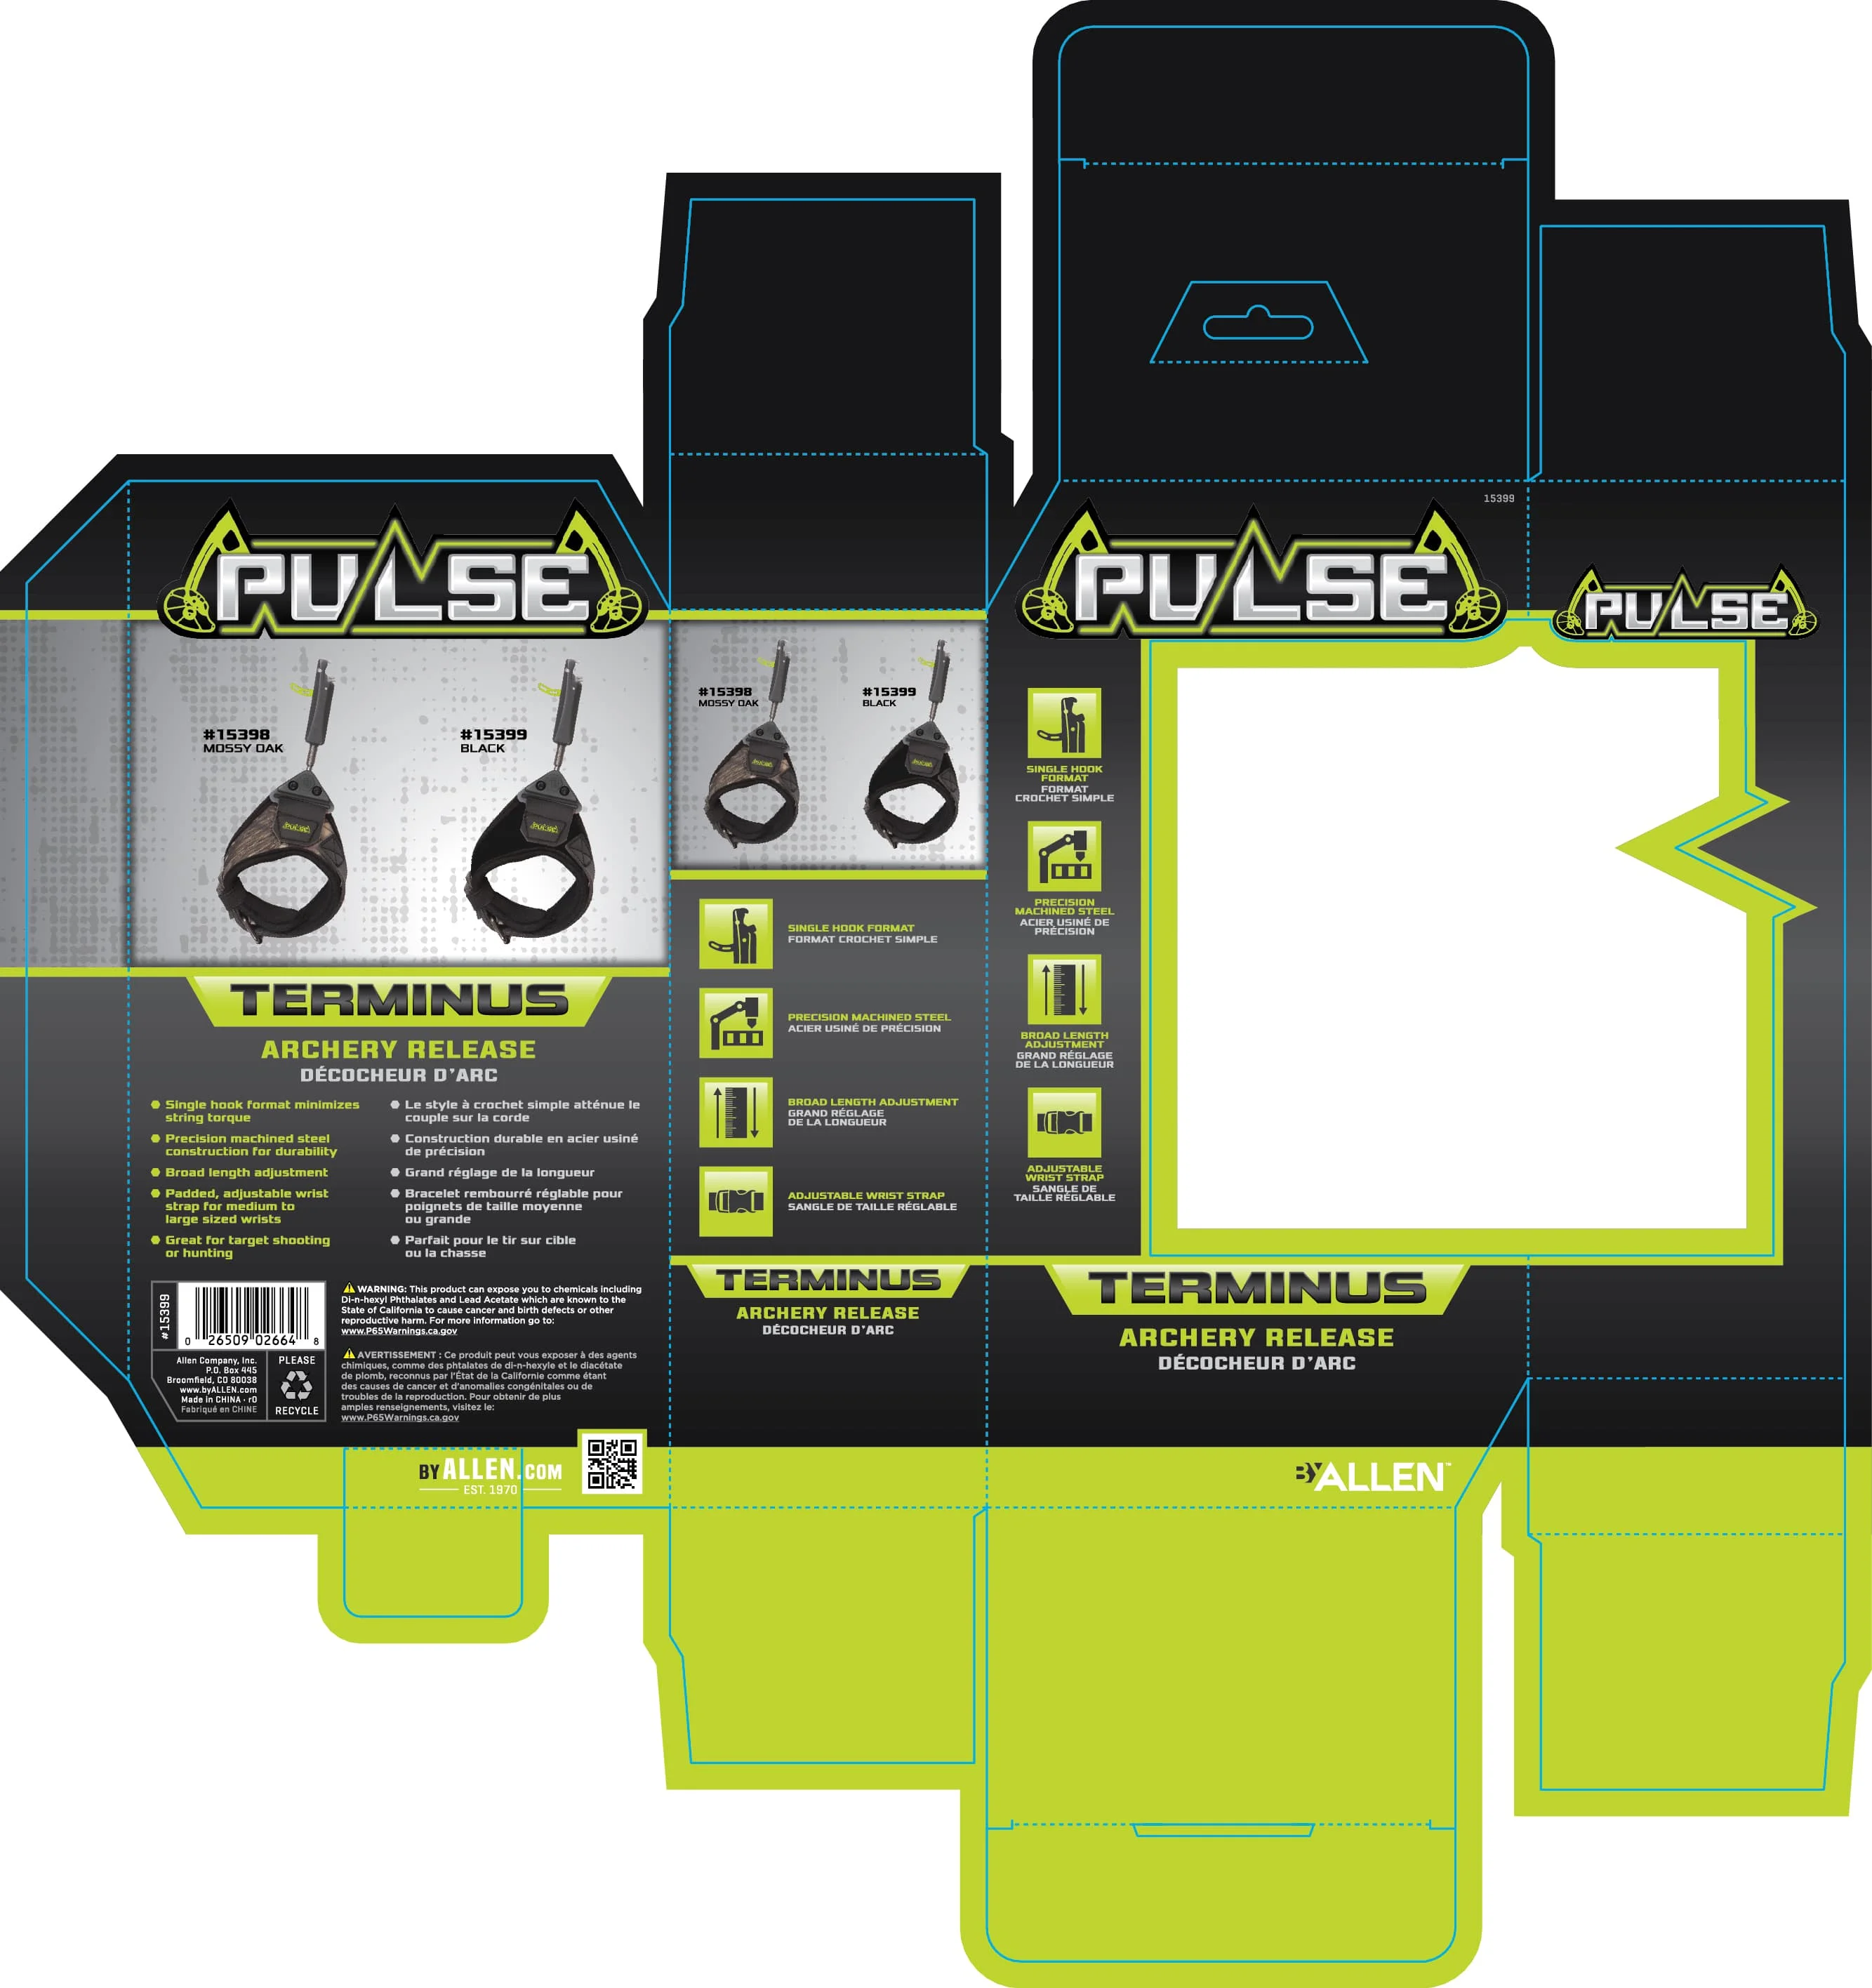 PULSE
#15398
MOSSY OAK
#15399
BLACK
TERMINUS
ARCHERY RELEASE
DÉCOCHEUR D'ARC
Single hook format minimizes
string torque
Precision machined steel
construction for durability
Broad length adjustment
Padded, adjustable wrist
strap for medium to
large sized wrists
Great for target shooting
or hunting
Le style à crochet simple atténue le
couple sur la corde
Construction durable en acier usiné
de précision
Grand réglage de la longueur
Bracelet rembourré réglable pour
poignets de taille moyenne
ou grande
Parfait pour le tir sur cible
ou la chasse
#15399
0 26509 02664 8
Allen Company, Inc.
P.O. Box 445
Broomfield, CO 80038
www.byALLEN.com
Made in CHINA · r0
Fabriqué en CHINE
PLEASE
RECYCLE
WARNING: This product can expose you to chemicals including
Di-n-hexyl Phthalates and Lead Acetate which are known to the
State of California to cause cancer and birth defects or other
reproductive harm. For more information go to:
www.P65Warnings.ca.gov
AVERTISSEMENT : Ce produit peut vous exposer à des agents
chimiques, comme des phtalates de di-n-hexyle et le diacétate
de plomb, reconnus par l'État de la Californie comme étant
des causes de cancer et d'anomalies congénitales ou de
troubles de la reproduction. Pour obtenir de plus
amples renseignements, visitez le:
www.P65Warnings.ca.gov
BY ALLEN.COM
EST. 1970
#15398
MOSSY OAK
#15399
BLACK
SINGLE HOOK FORMAT
FORMAT CROCHET SIMPLE
PRECISION MACHINED STEEL
ACIER USINÉ DE PRÉCISION
BROAD LENGTH ADJUSTMENT
GRAND RÉGLAGE
DE LA LONGUEUR
ADJUSTABLE WRIST STRAP
SANGLE DE TAILLE RÉGLABLE
TERMINUS
ARCHERY RELEASE
DÉCOCHEUR D'ARC
15399
PULSE
SINGLE HOOK
FORMAT
FORMAT
CROCHET SIMPLE
PRECISION
MACHINED STEEL
ACIER USINÉ DE
PRÉCISION
BROAD LENGTH
ADJUSTMENT
GRAND RÉGLAGE
DE LA LONGUEUR
ADJUSTABLE
WRIST STRAP
SANGLE DE
TAILLE RÉGLABLE
TERMINUS
ARCHERY RELEASE
DÉCOCHEUR D'ARC
BY ALLEN™
PULSE